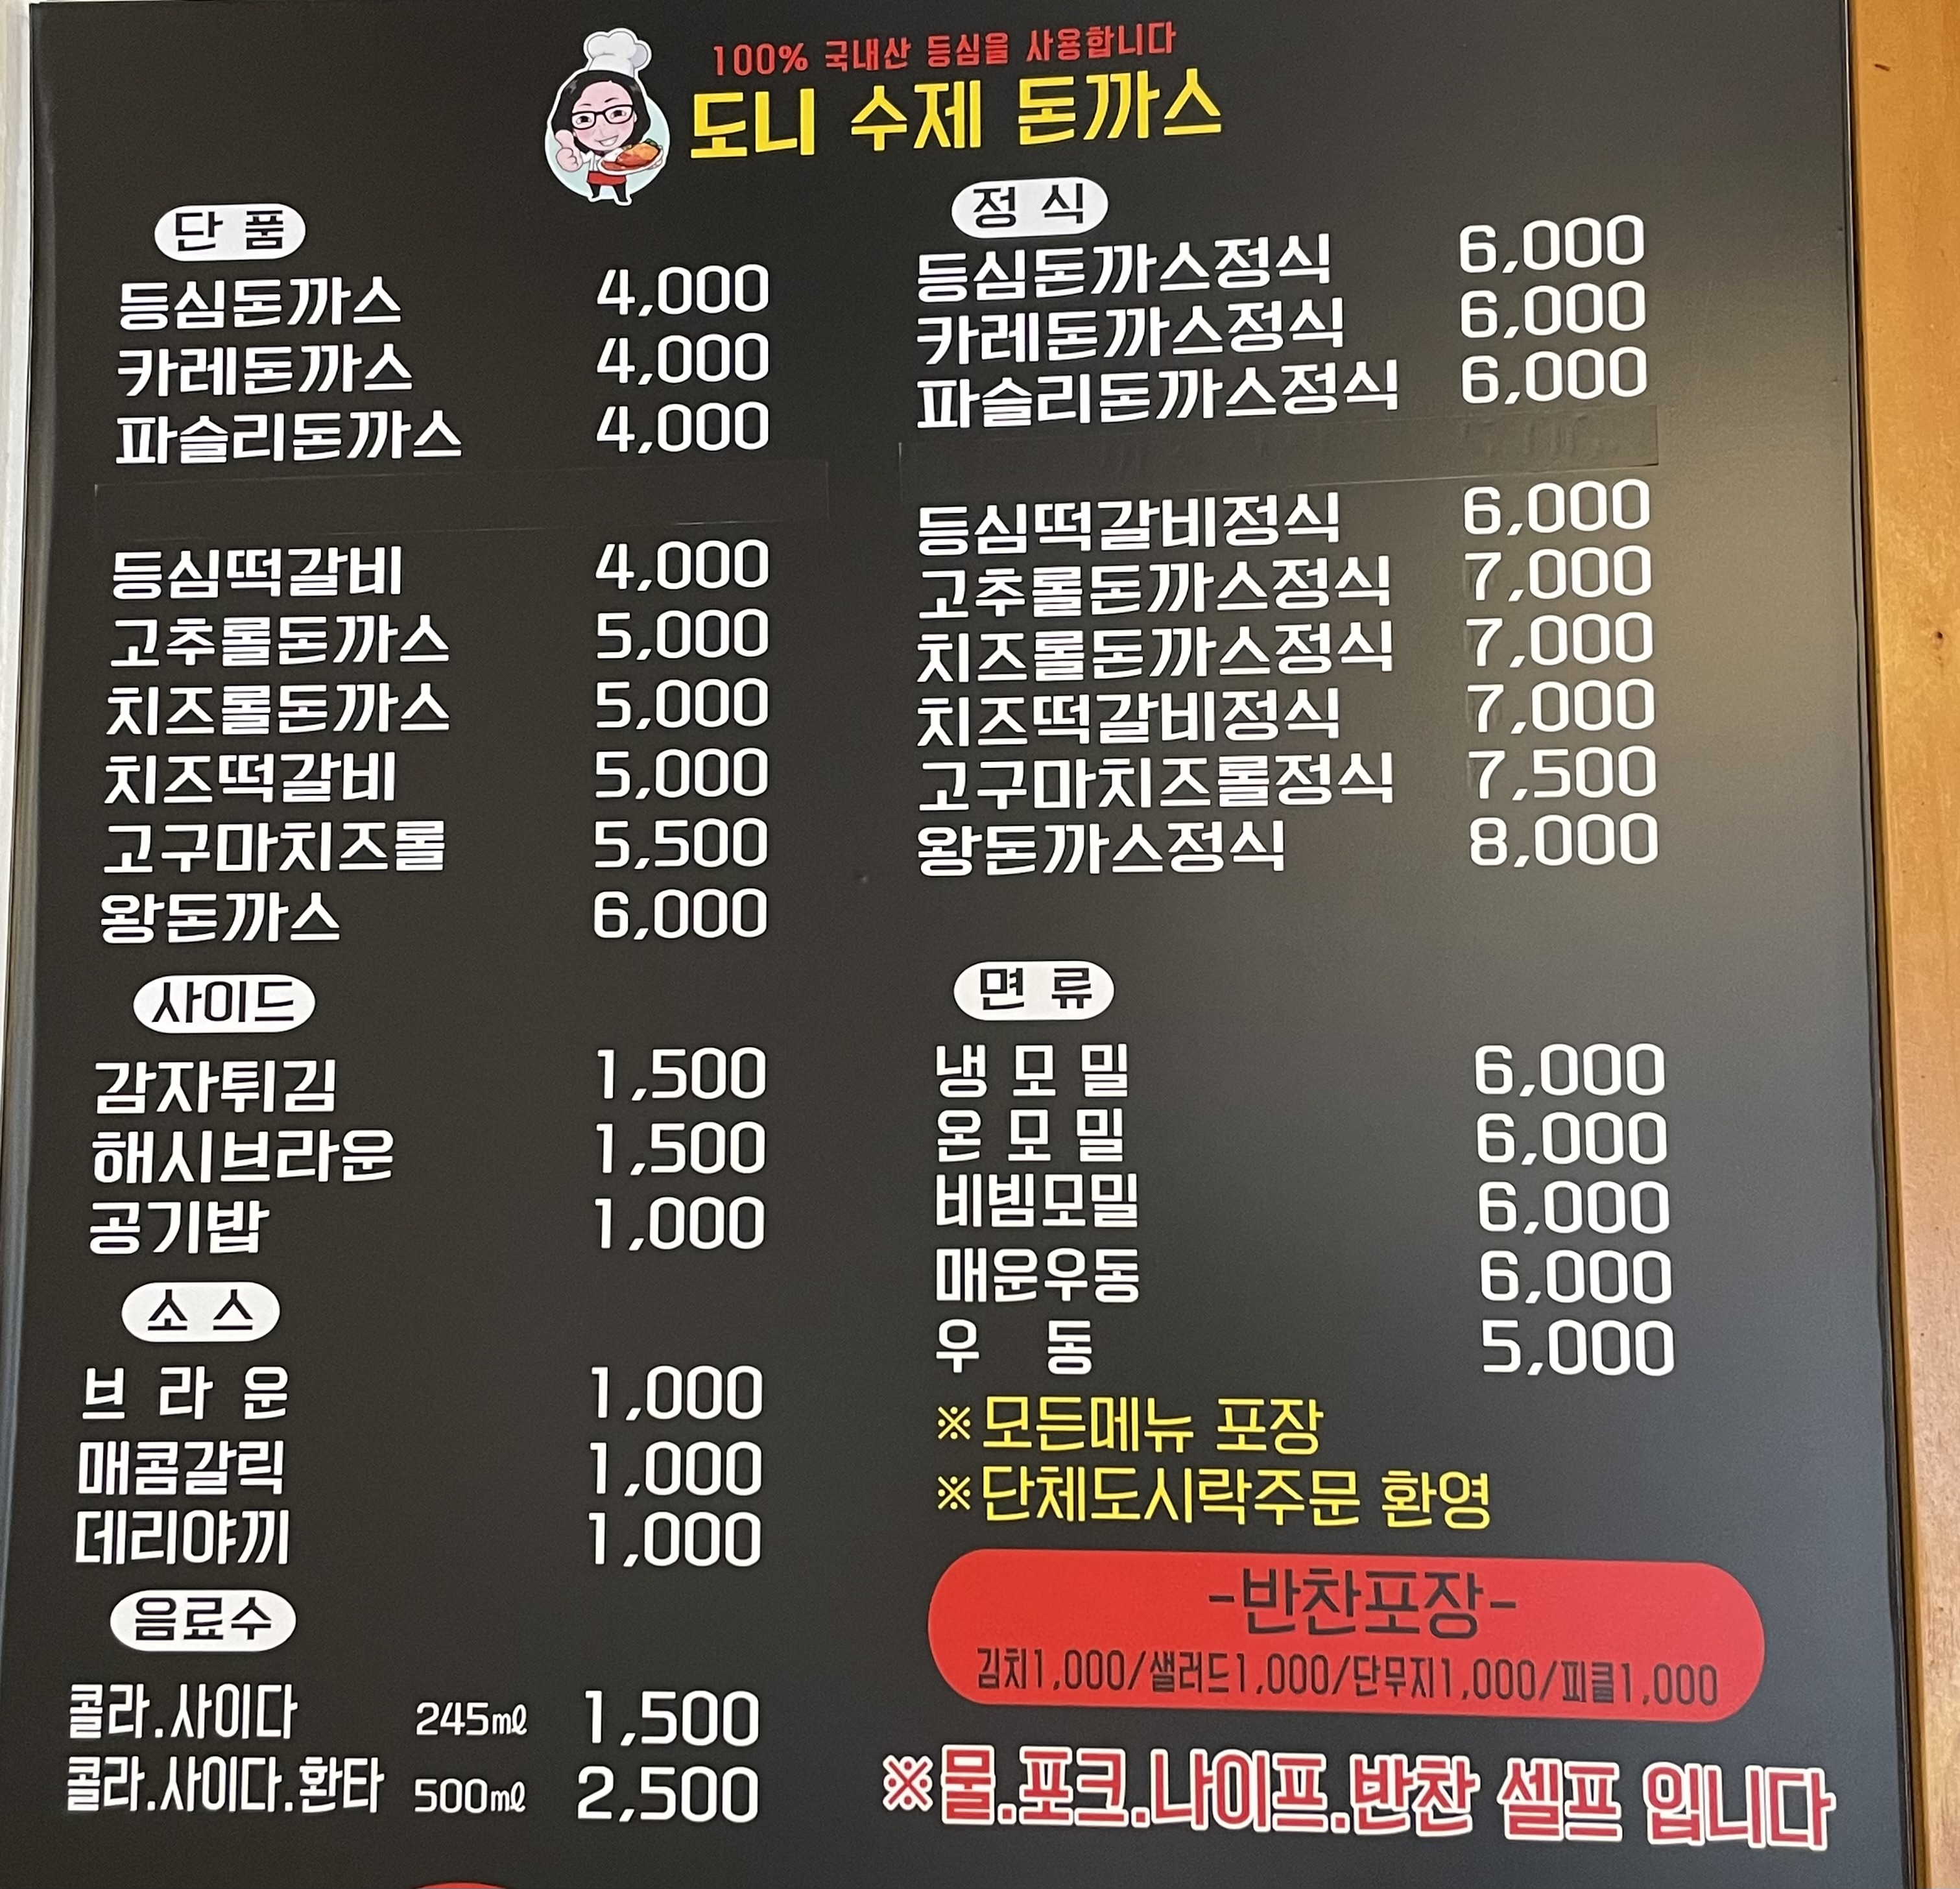 100% 국내산 등심을 사용합니다
도니 수제 돈까스
단 품
등심돈까스 4,000
카레돈까스 4,000
파슬리돈까스 4,000
등심떡갈비 4,000
고추롤돈까스 5,000
치즈롤돈까스 5,000
치즈떡갈비 5,000
고구마치즈롤 5,500
왕돈까스 6,000
사이드
감자튀김 1,500
해시브라운 1,500
공기밥 1,000
소 스
브 라 운 1,000
매콤갈릭 1,000
데리야끼 1,000
음료수
콜라.사이다 245㎖ 1,500
콜라.사이다.환타 500㎖ 2,500
정 식
등심돈까스정식 6,000
카레돈까스정식 6,000
파슬리돈까스정식 6,000
등심떡갈비정식 6,000
고추롤돈까스정식 7,000
치즈롤돈까스정식 7,000
치즈떡갈비정식 7,000
고구마치즈롤정식 7,500
왕돈까스정식 8,000
면 류
냉 모 밀 6,000
온 모 밀 6,000
비빔모밀 6,000
매운우동 6,000
우 동 5,000
※모든메뉴 포장
※단체도시락주문 환영
-반찬포장-
김치1,000/샐러드1,000/단무지1,000/피클1,000
※물.포크.나이프.반찬 셀프 입니다